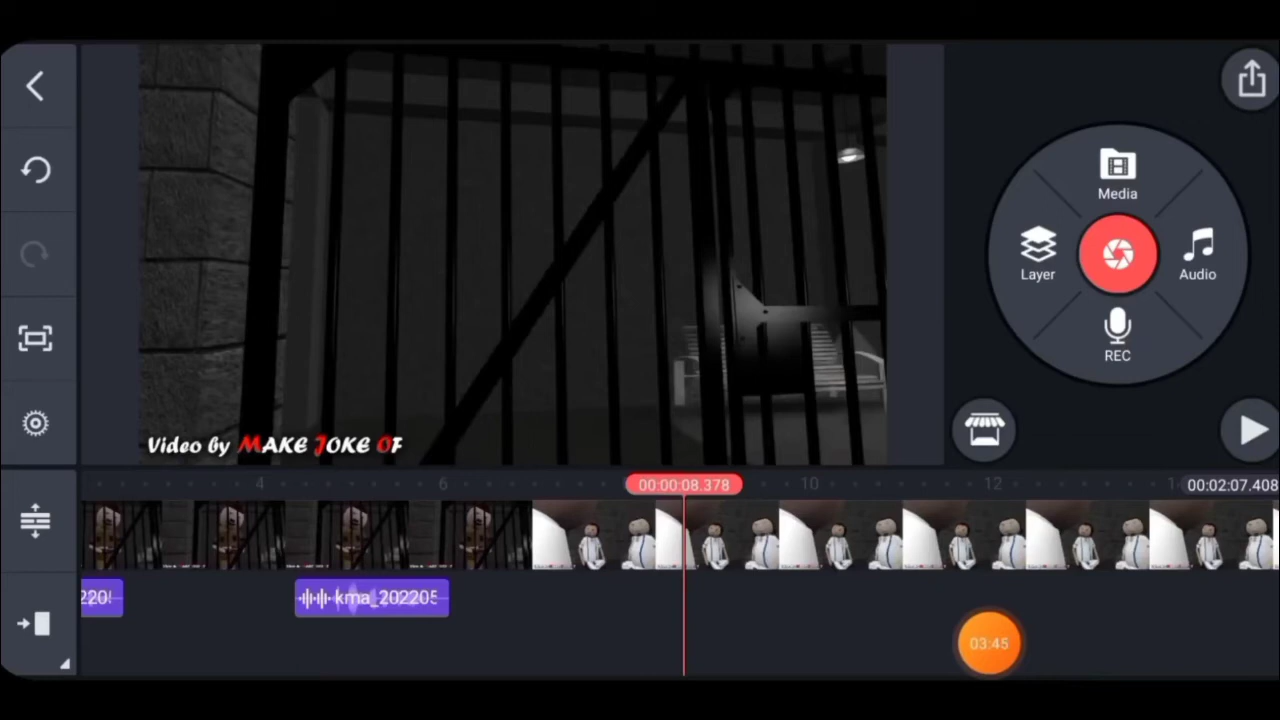 Media
Layer
Audio
REC
Video by MAKE JOKE OF
4
6
00:00:08.378
10
12
00:02:07.408
kma_202205
03:45